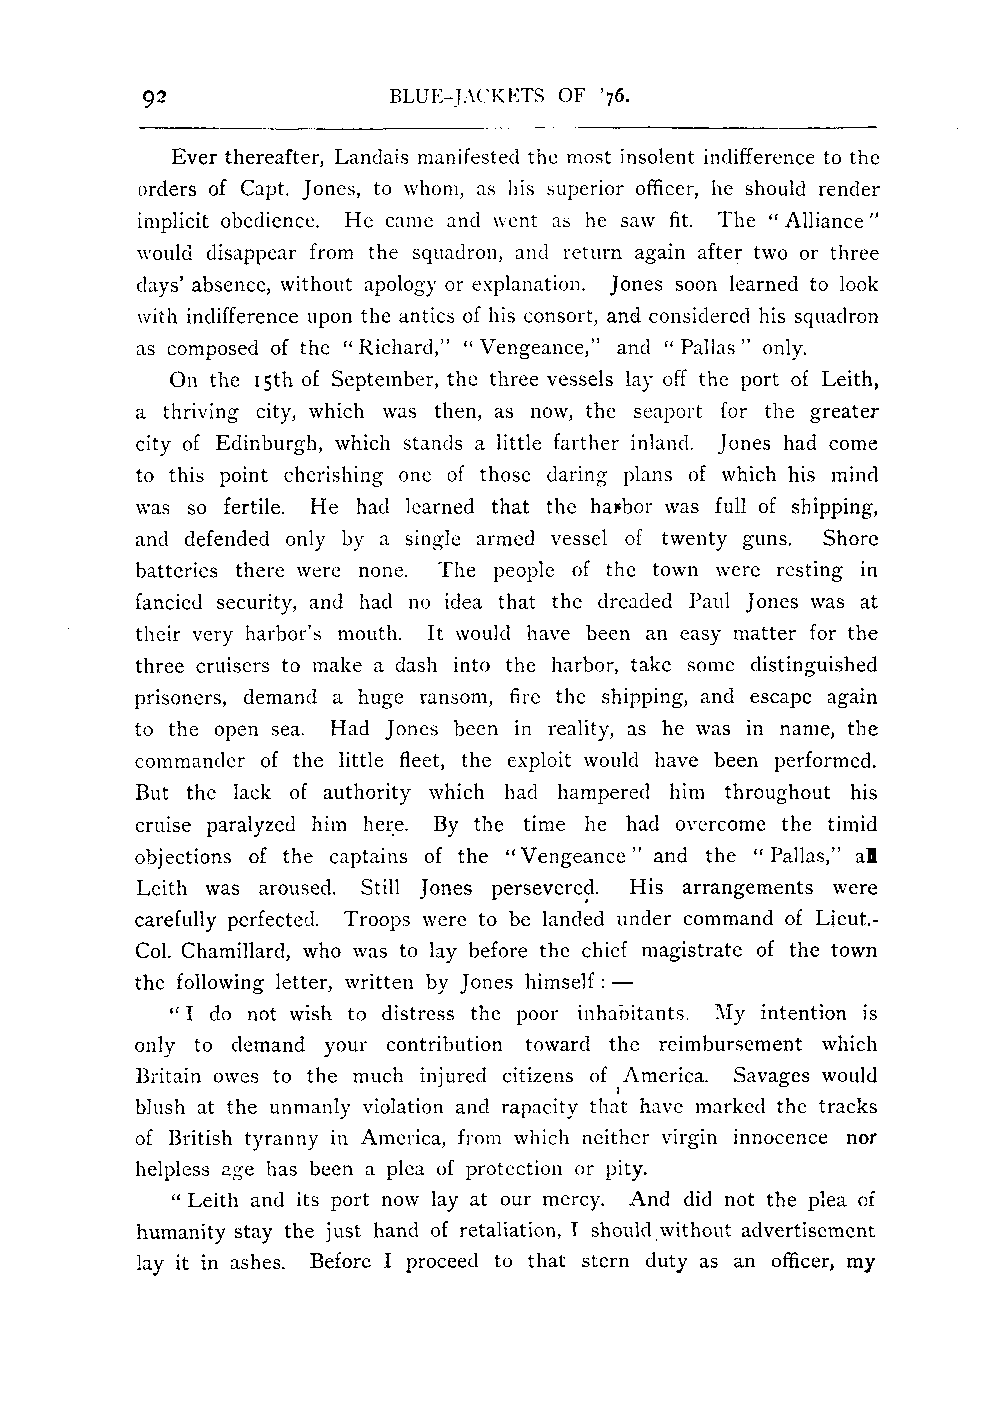 92 BLUE-JACKETS OF '76.
Ever thereafter, Landais manifested the most insolent indifference to the
orders of Capt. Jones, to whom, as his superior officer, he should render
implicit obedience. He came and went as he saw fit. The "Alliance"
would disappear from the squadron, and return again after two or three
days' absence, without apology or explanation. Jones soon learned to look
with indifference upon the antics of his consort, and considered his squadron
as composed of the "Richard," "Vengeance," and "Pallas" only.
On the 15th of September, the three vessels lay off the port of Leith,
a thriving city, which was then, as now, the seaport for the greater
city of Edinburgh, which stands a little farther inland. Jones had come
to this point cherishing one of those daring plans of which his mind
was so fertile. He had learned that the harbor was full of shipping,
and defended only by a single armed vessel of twenty guns. Shore
batteries there were none. The people of the town were resting in
fancied security, and had no idea that the dreaded Paul Jones was at
their very harbor's mouth. It would have been an easy matter for the
three cruisers to make a dash into the harbor, take some distinguished
prisoners, demand a huge ransom, fire the shipping, and escape again
to the open sea. Had Jones been in reality, as he was in name, the
commander of the little fleet, the exploit would have been performed.
But the lack of authority which had hampered him throughout his
cruise paralyzed him here. By the time he had overcome the timid
objections of the captains of the "Vengeance" and the "Pallas," all
Leith was aroused. Still Jones persevered. His arrangements were
carefully perfected. Troops were to be landed under command of Lieut.-
Col. Chamillard, who was to lay before the chief magistrate of the town
the following letter, written by Jones himself: —
"I do not wish to distress the poor inhabitants. My intention is
only to demand your contribution toward the reimbursement which
Britain owes to the much injured citizens of America. Savages would
blush at the unmanly violation and rapacity that have marked the tracks
of British tyranny in America, from which neither virgin innocence nor
helpless age has been a plea of protection or pity.
"Leith and its port now lay at our mercy. And did not the plea of
humanity stay the just hand of retaliation, I should without advertisement
lay it in ashes. Before I proceed to that stern duty as an officer, my